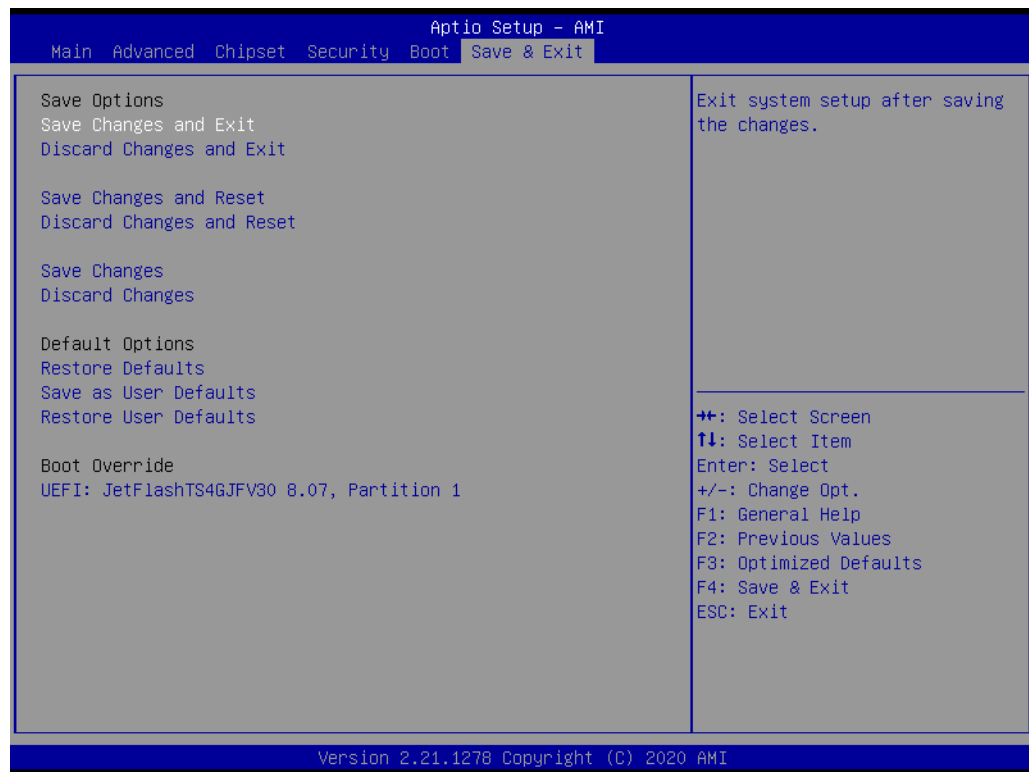 Aptio Setup – AMI
Main Advanced Chipset Security Boot Save & Exit
Save Options
Save Changes and Exit
Discard Changes and Exit
Save Changes and Reset
Discard Changes and Reset
Save Changes
Discard Changes
Default Options
Restore Defaults
Save as User Defaults
Restore User Defaults
Boot Override
UEFI: JetFlashTS4GJFV30 8.07, Partition 1
Exit system setup after saving
the changes.
→←: Select Screen
↑↓: Select Item
Enter: Select
+/-: Change Opt.
F1: General Help
F2: Previous Values
F3: Optimized Defaults
F4: Save & Exit
ESC: Exit
Version 2.21.1278 Copyright (C) 2020 AMI